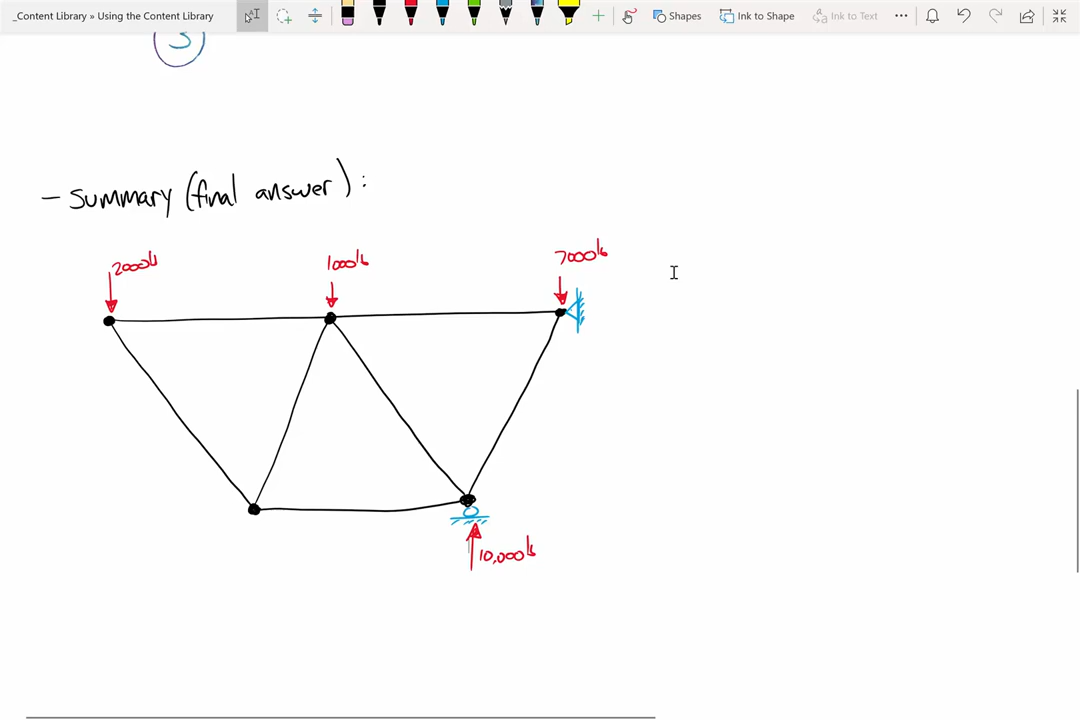 _Content Library » Using the Content Library
Shapes
Ink to Shape
Ink to Text
3
- Summary (final answer):
2000lb
1000lb
7000lb
10,000lb